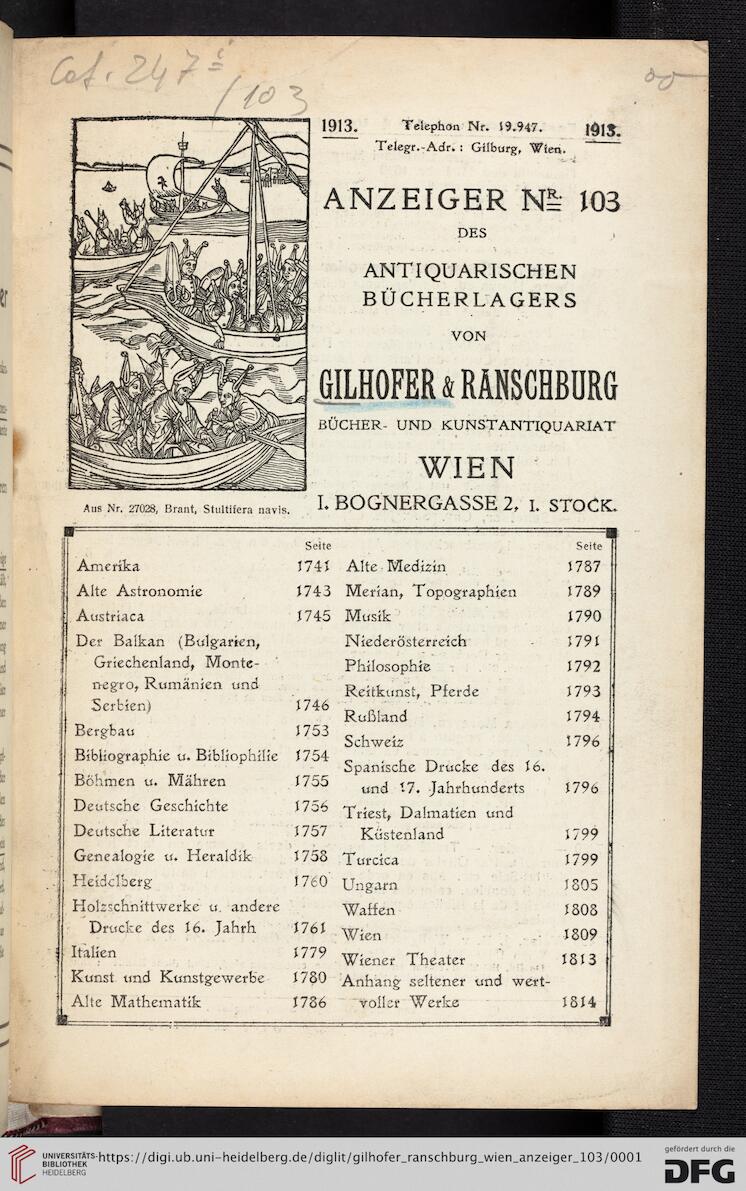 Cat. 247
/103
1913. Telephon Nr. 19.947. 1913.
Telegr.-Adr.: Gilburg, Wien.
ANZEIGER NR. 103
DES
ANTIQUARISCHEN
BÜCHERLAGERS
VON
GILHOFER & RANSCHBURG
BÜCHER- UND KUNSTANTIQUARIAT
WIEN
I. BOGNERGASSE 2, I. STOCK.
Aus Nr. 27028, Brant, Stultifera navis.
Seite
Amerika 1741
Alte Astronomie 1743
Austriaca 1745
Der Balkan (Bulgarien,
Griechenland, Monte-
negro, Rumänien und
Serbien) 1746
Bergbau 1753
Bibliographie u. Bibliophilie 1754
Böhmen u. Mähren 1755
Deutsche Geschichte 1756
Deutsche Literatur 1757
Genealogie u. Heraldik 1758
Heidelberg 1760
Holzschnittwerke u. andere
Drucke des 16. Jahrh 1761
Italien 1779
Kunst und Kunstgewerbe 1780
Alte Mathematik 1786
Seite
Alte Medizin 1787
Merian, Topographien 1789
Musik 1790
Niederösterreich 1791
Philosophie 1792
Reitkunst, Pferde 1793
Rußland 1794
Schweiz 1796
Spanische Drucke des 16.
und 17. Jahrhunderts 1796
Triest, Dalmatien und
Küstenland 1799
Turcica 1799
Ungarn 1805
Waffen 1808
Wien 1809
Wiener Theater 1813
Anhang seltener und wert-
voller Werke 1814
UNIVERSITÄTS-
BIBLIOTHEK
HEIDELBERG
https://digi.ub.uni-heidelberg.de/diglit/gilhofer_ranschburg_wien_anzeiger_103/0001
gefördert durch die
DFG